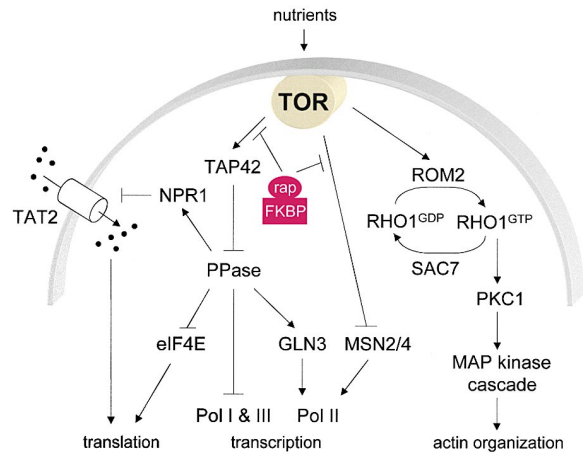 nutrients
TOR
TAP42
rap
FKBP
ROM2
TAT2
NPR1
RHO1GDP
RHO1GTP
SAC7
PPase
PKC1
eIF4E
GLN3
MSN2/4
MAP kinase
cascade
Pol I & III
Pol II
translation
transcription
actin organization